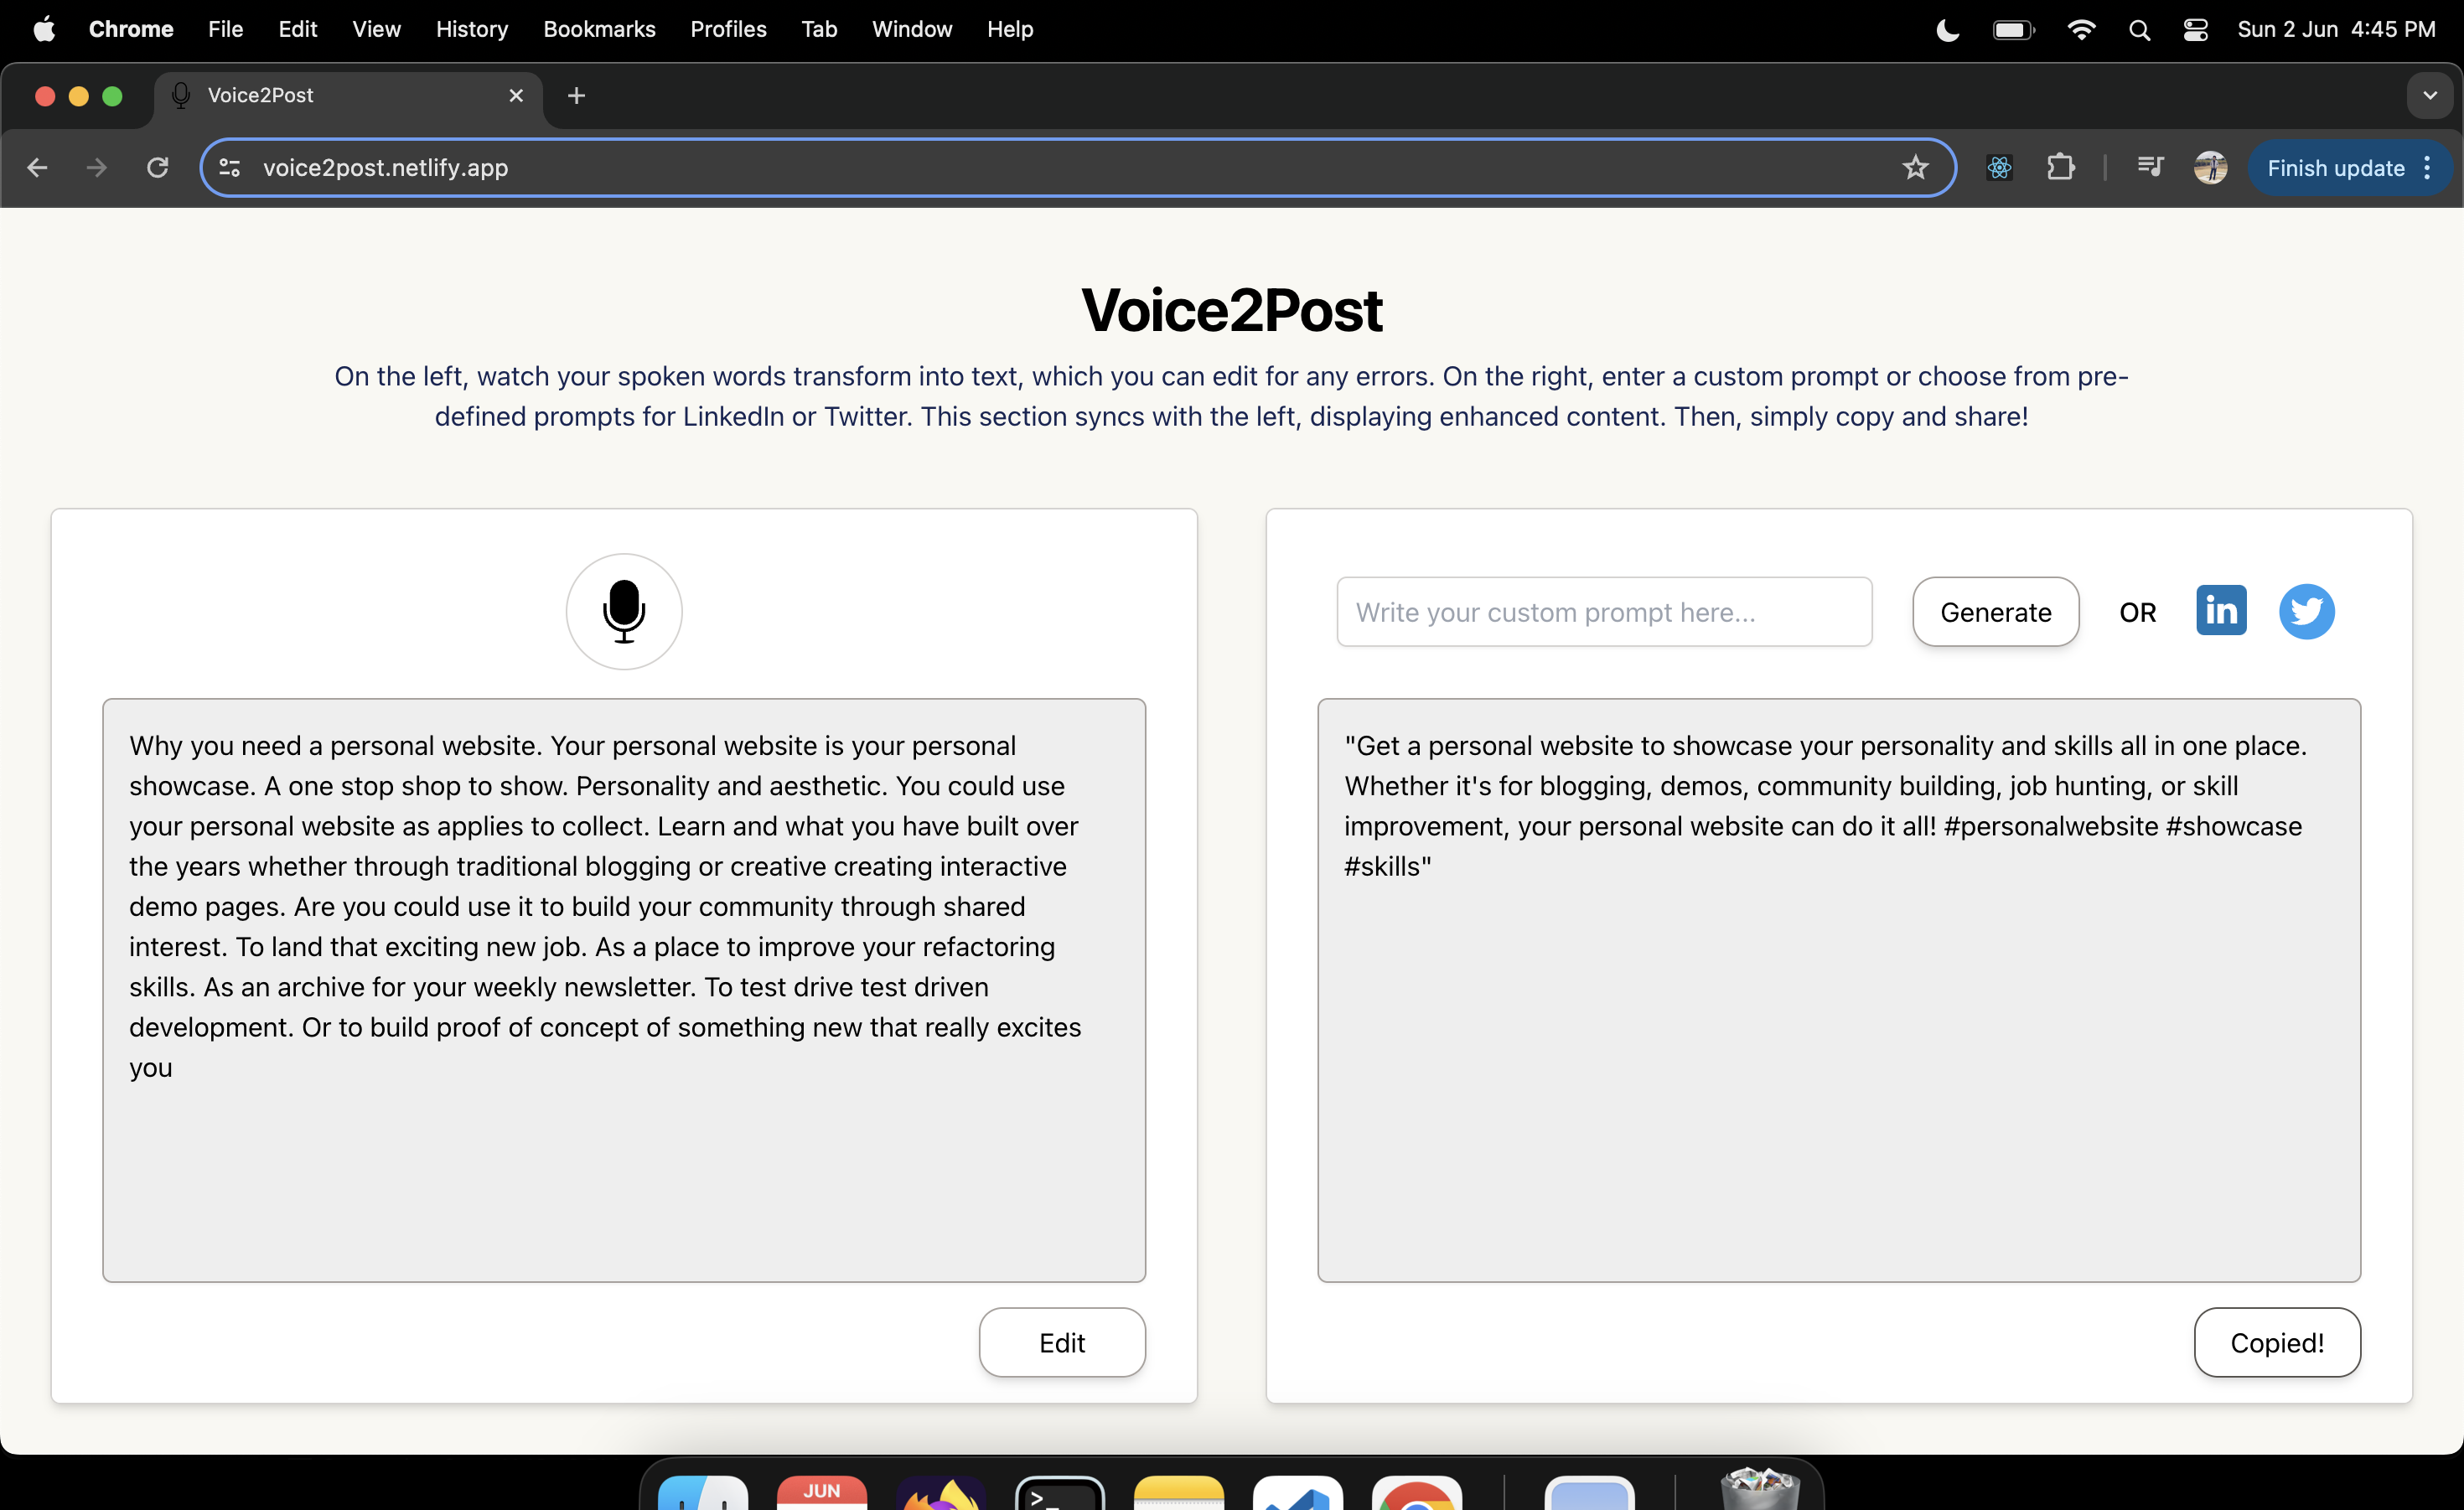 Chrome File Edit View History Bookmarks Profiles Tab Window Help Sun 2 Jun 4:45 PM
Voice2Post
voice2post.netlify.app Finish update
Voice2Post
On the left, watch your spoken words transform into text, which you can edit for any errors. On the right, enter a custom prompt or choose from pre-
defined prompts for LinkedIn or Twitter. This section syncs with the left, displaying enhanced content. Then, simply copy and share!
Why you need a personal website. Your personal website is your personal
showcase. A one stop shop to show. Personality and aesthetic. You could use
your personal website as applies to collect. Learn and what you have built over
the years whether through traditional blogging or creative creating interactive
demo pages. Are you could use it to build your community through shared
interest. To land that exciting new job. As a place to improve your refactoring
skills. As an archive for your weekly newsletter. To test drive test driven
development. Or to build proof of concept of something new that really excites
you
Edit
Write your custom prompt here... Generate OR in
"Get a personal website to showcase your personality and skills all in one place.
Whether it's for blogging, demos, community building, job hunting, or skill
improvement, your personal website can do it all! #personalwebsite #showcase
#skills"
Copied!
JUN
>_